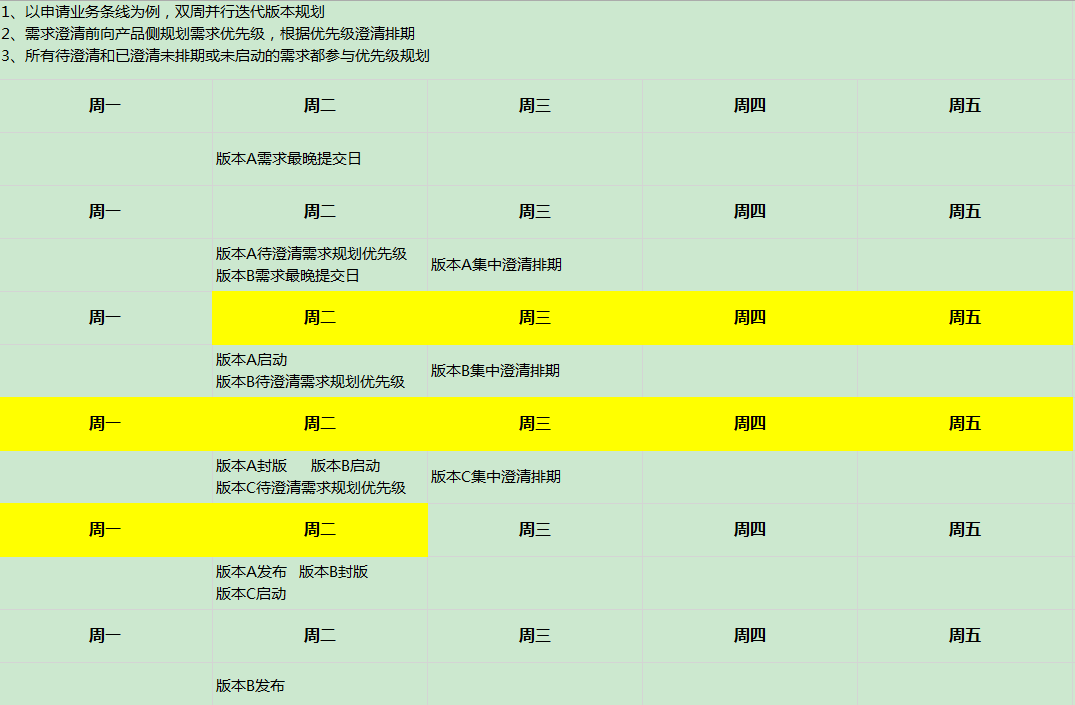 1、以申请业务条线为例，双周并行迭代版本规划
2、需求澄清前向产品侧规划需求优先级，根据优先级澄清排期
3、所有待澄清和已澄清未排期或未启动的需求都参与优先级规划
周一 周二 周三 周四 周五
版本A需求最晚提交日
周一 周二 周三 周四 周五
版本A待澄清需求规划优先级
版本B需求最晚提交日
版本A集中澄清排期
周一 周二 周三 周四 周五
版本A启动
版本B待澄清需求规划优先级
版本B集中澄清排期
周一 周二 周三 周四 周五
版本A封版 版本B启动
版本C待澄清需求规划优先级
版本C集中澄清排期
周一 周二 周三 周四 周五
版本A发布 版本B封版
版本C启动
周一 周二 周三 周四 周五
版本B发布